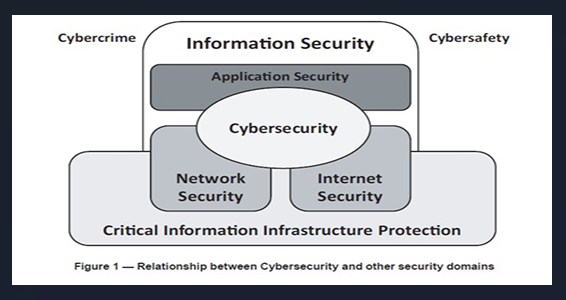 Cybercrime
Information Security
Cybersafety
Application Security
Cybersecurity
Network
Security
Internet
Security
Critical Information Infrastructure Protection
Figure 1 — Relationship between Cybersecurity and other security domains